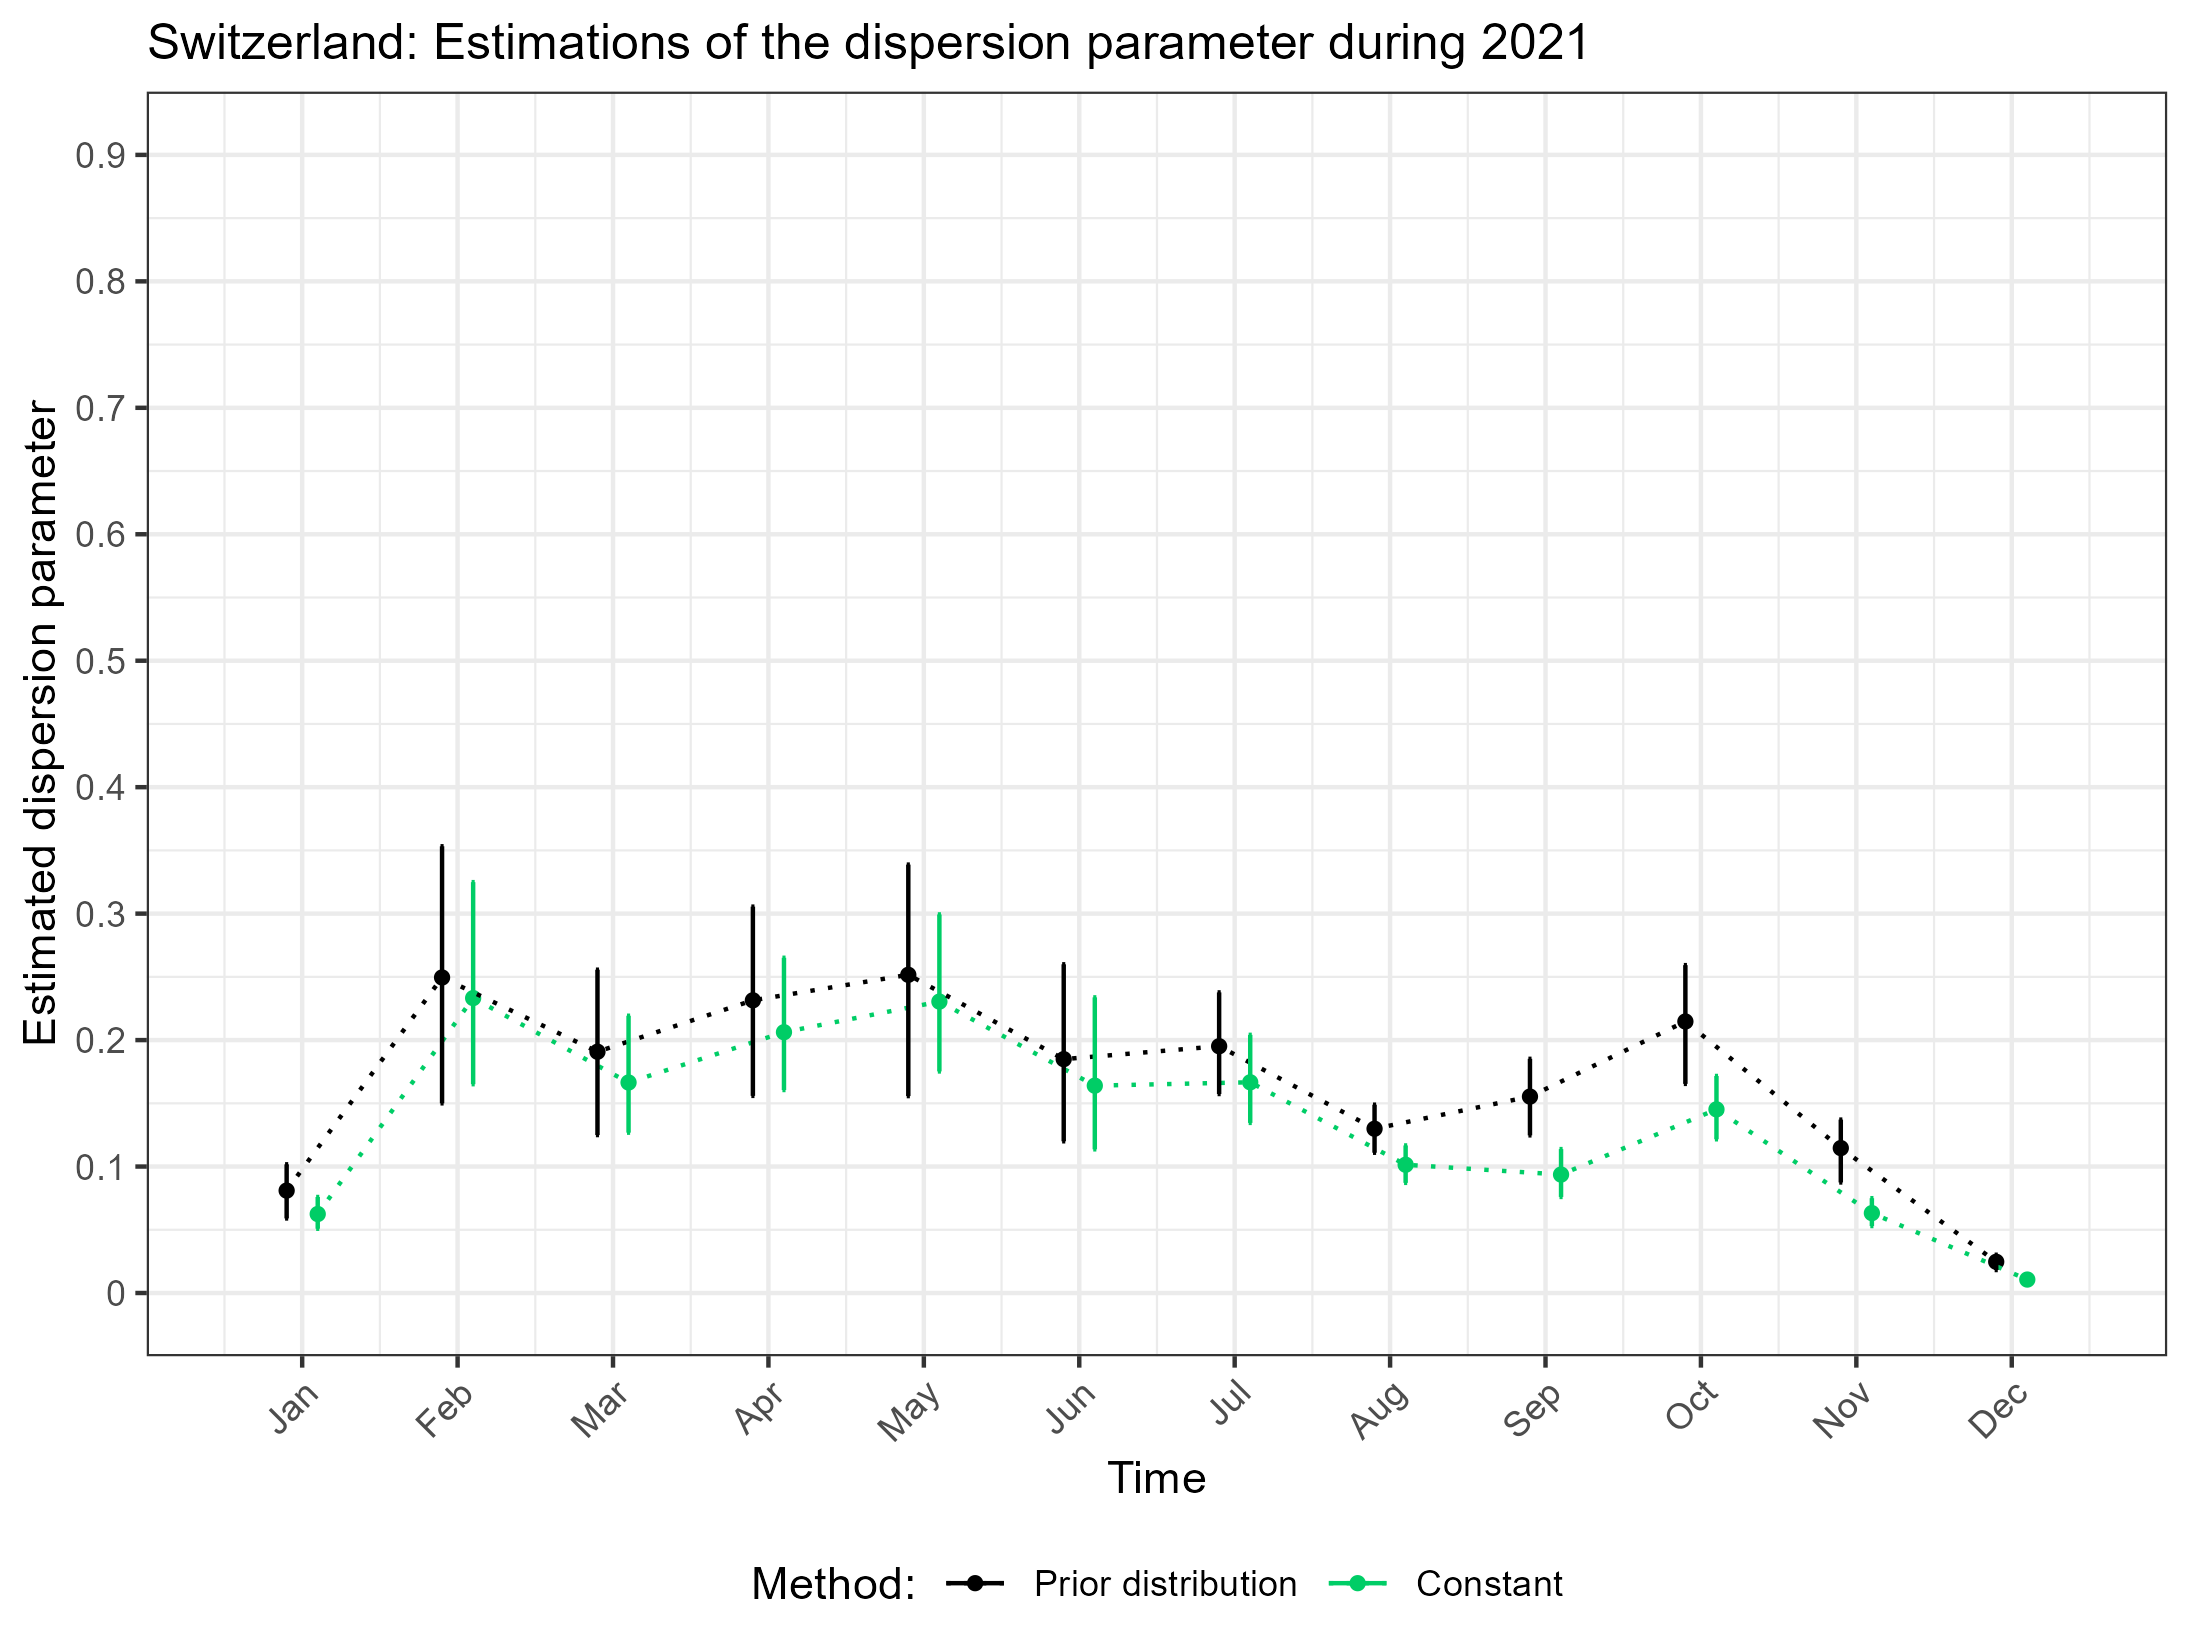 Switzerland: Estimations of the dispersion parameter during 2021
Estimated dispersion parameter
0.9
0.8
0.7
0.6
0.5
0.4
0.3
0.2
0.1
0
Jan Feb Mar Apr May Jun Jul Aug Sep Oct Nov Dec
Time
Method: Prior distribution Constant